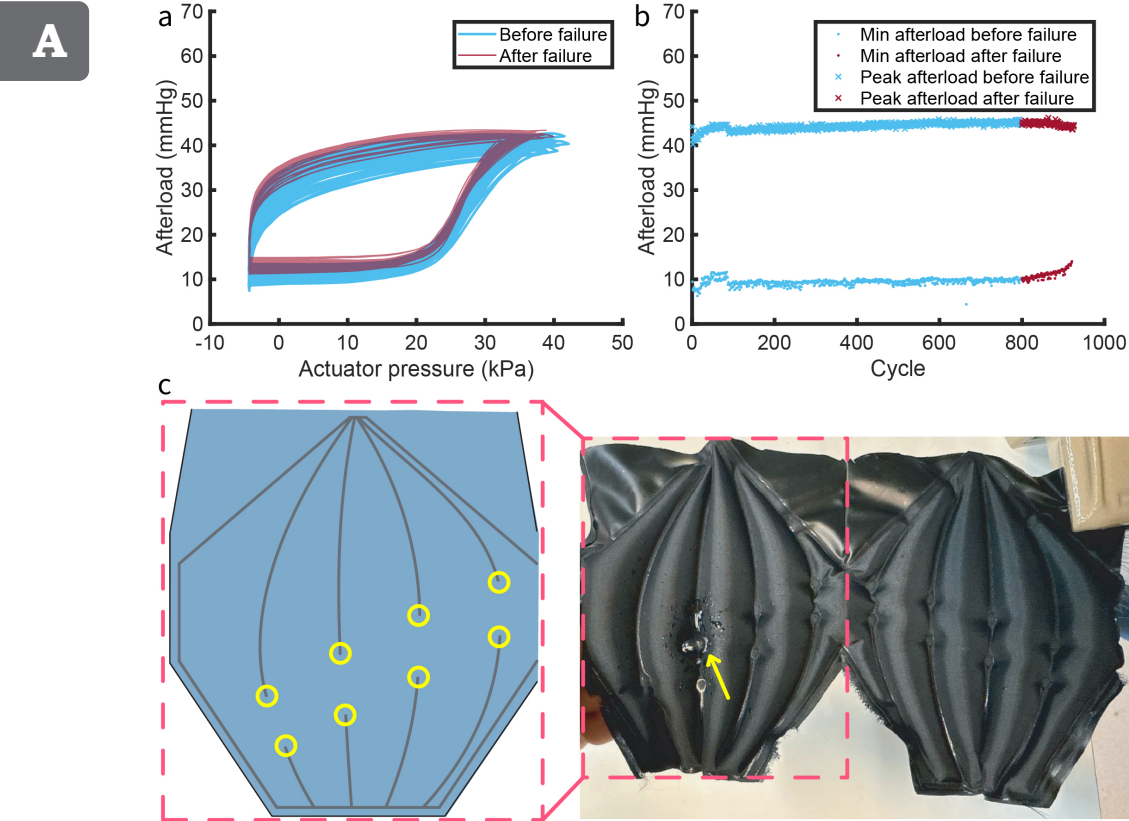 A
a
70
60
50
40
30
20
10
0
Afterload (mmHg)
-10 0 10 20 30 40 50
Actuator pressure (kPa)
Before failure
After failure
b
70
60
50
40
30
20
10
0
Afterload (mmHg)
0 200 400 600 800 1000
Cycle
Min afterload before failure
Min afterload after failure
Peak afterload before failure
Peak afterload after failure
c